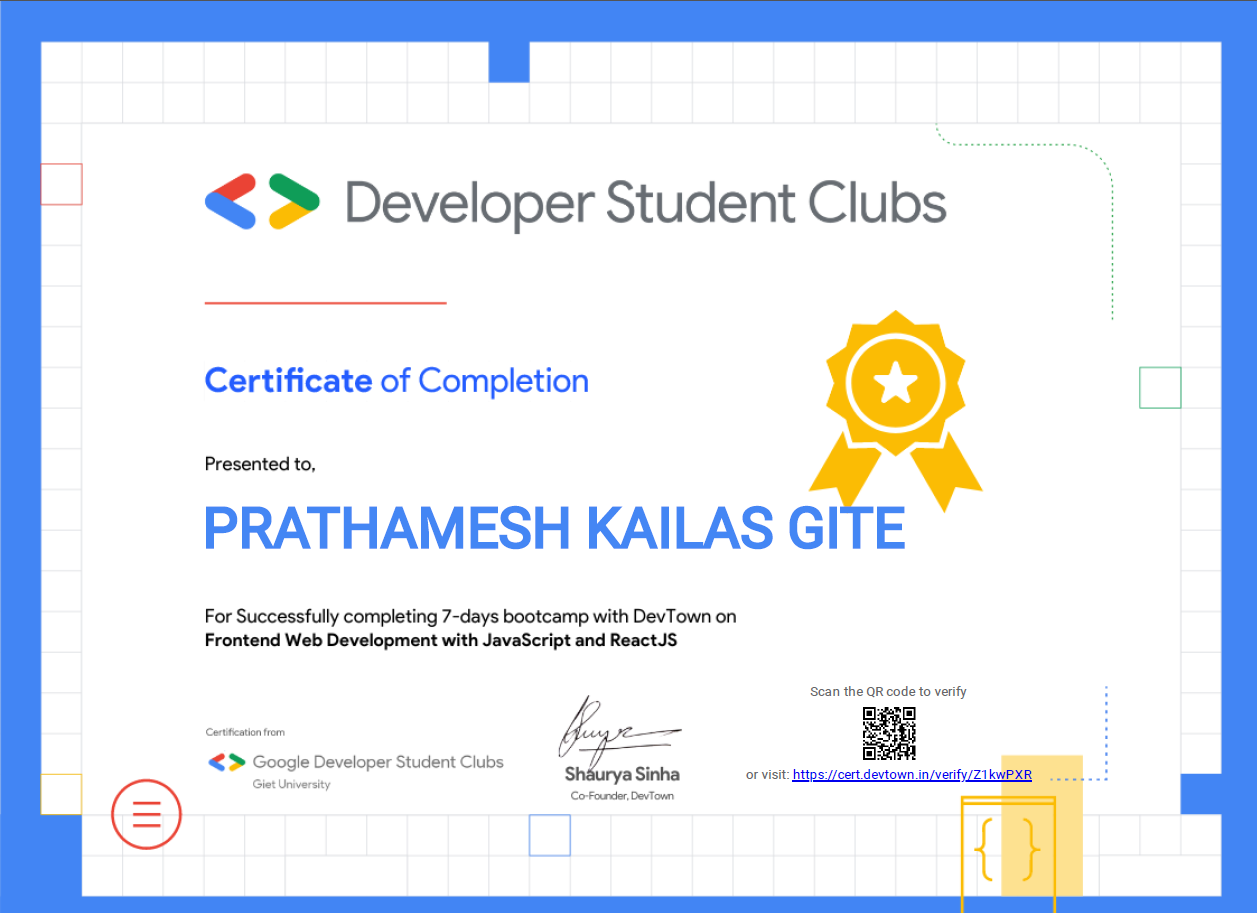 Developer Student Clubs
Certificate of Completion
Presented to,
PRATHAMESH KAILAS GITE
For Successfully completing 7-days bootcamp with DevTown on
Frontend Web Development with JavaScript and ReactJS
Certification from
Google Developer Student Clubs
Giet University
Shaurya Sinha
Co-Founder, DevTown
Scan the QR code to verify
or visit: https://cert.devtown.in/verify/Z1kwPXR
{ }